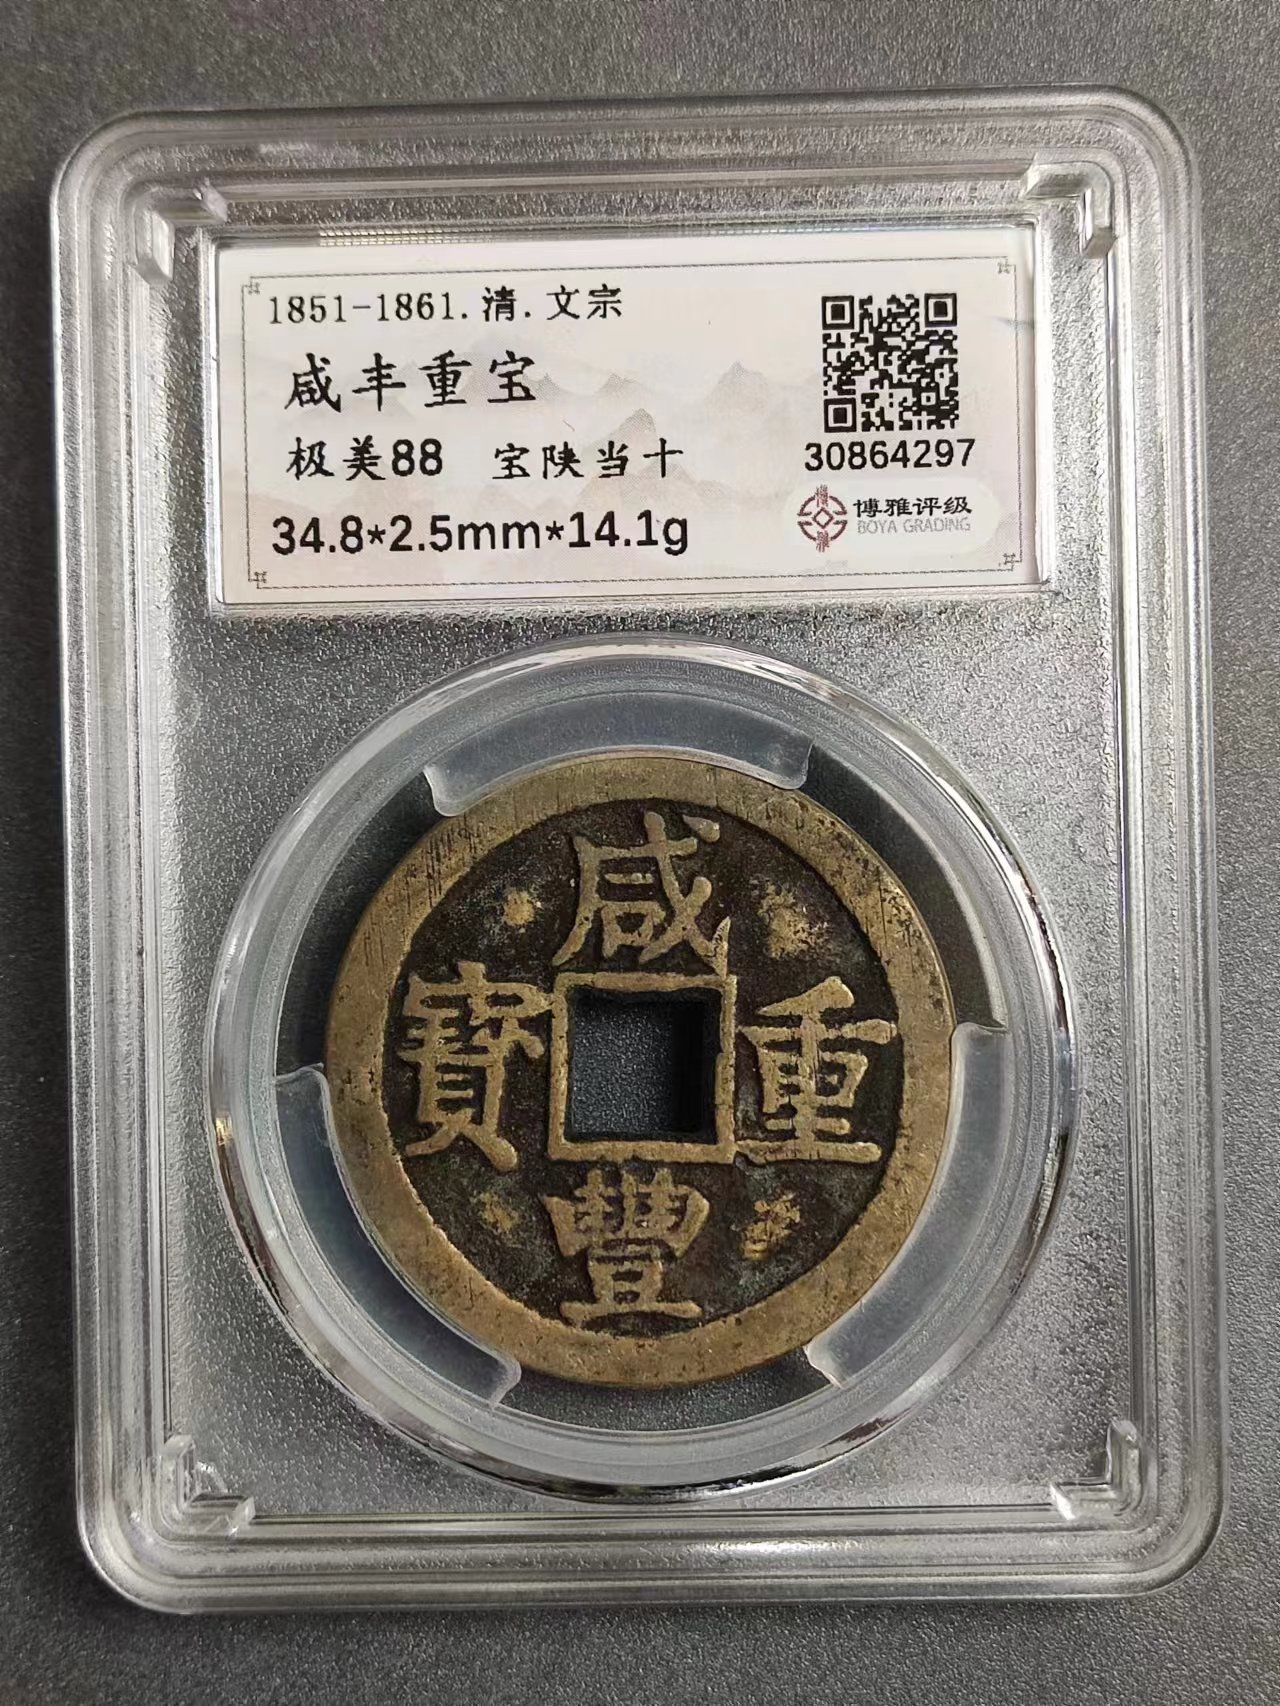 1851-1861.清.文宗
咸丰重宝
极美88 宝陕当十
34.8*2.5mm*14.1g
30864297
博雅评级
BOYA GRADING
咸
寶 重
豐